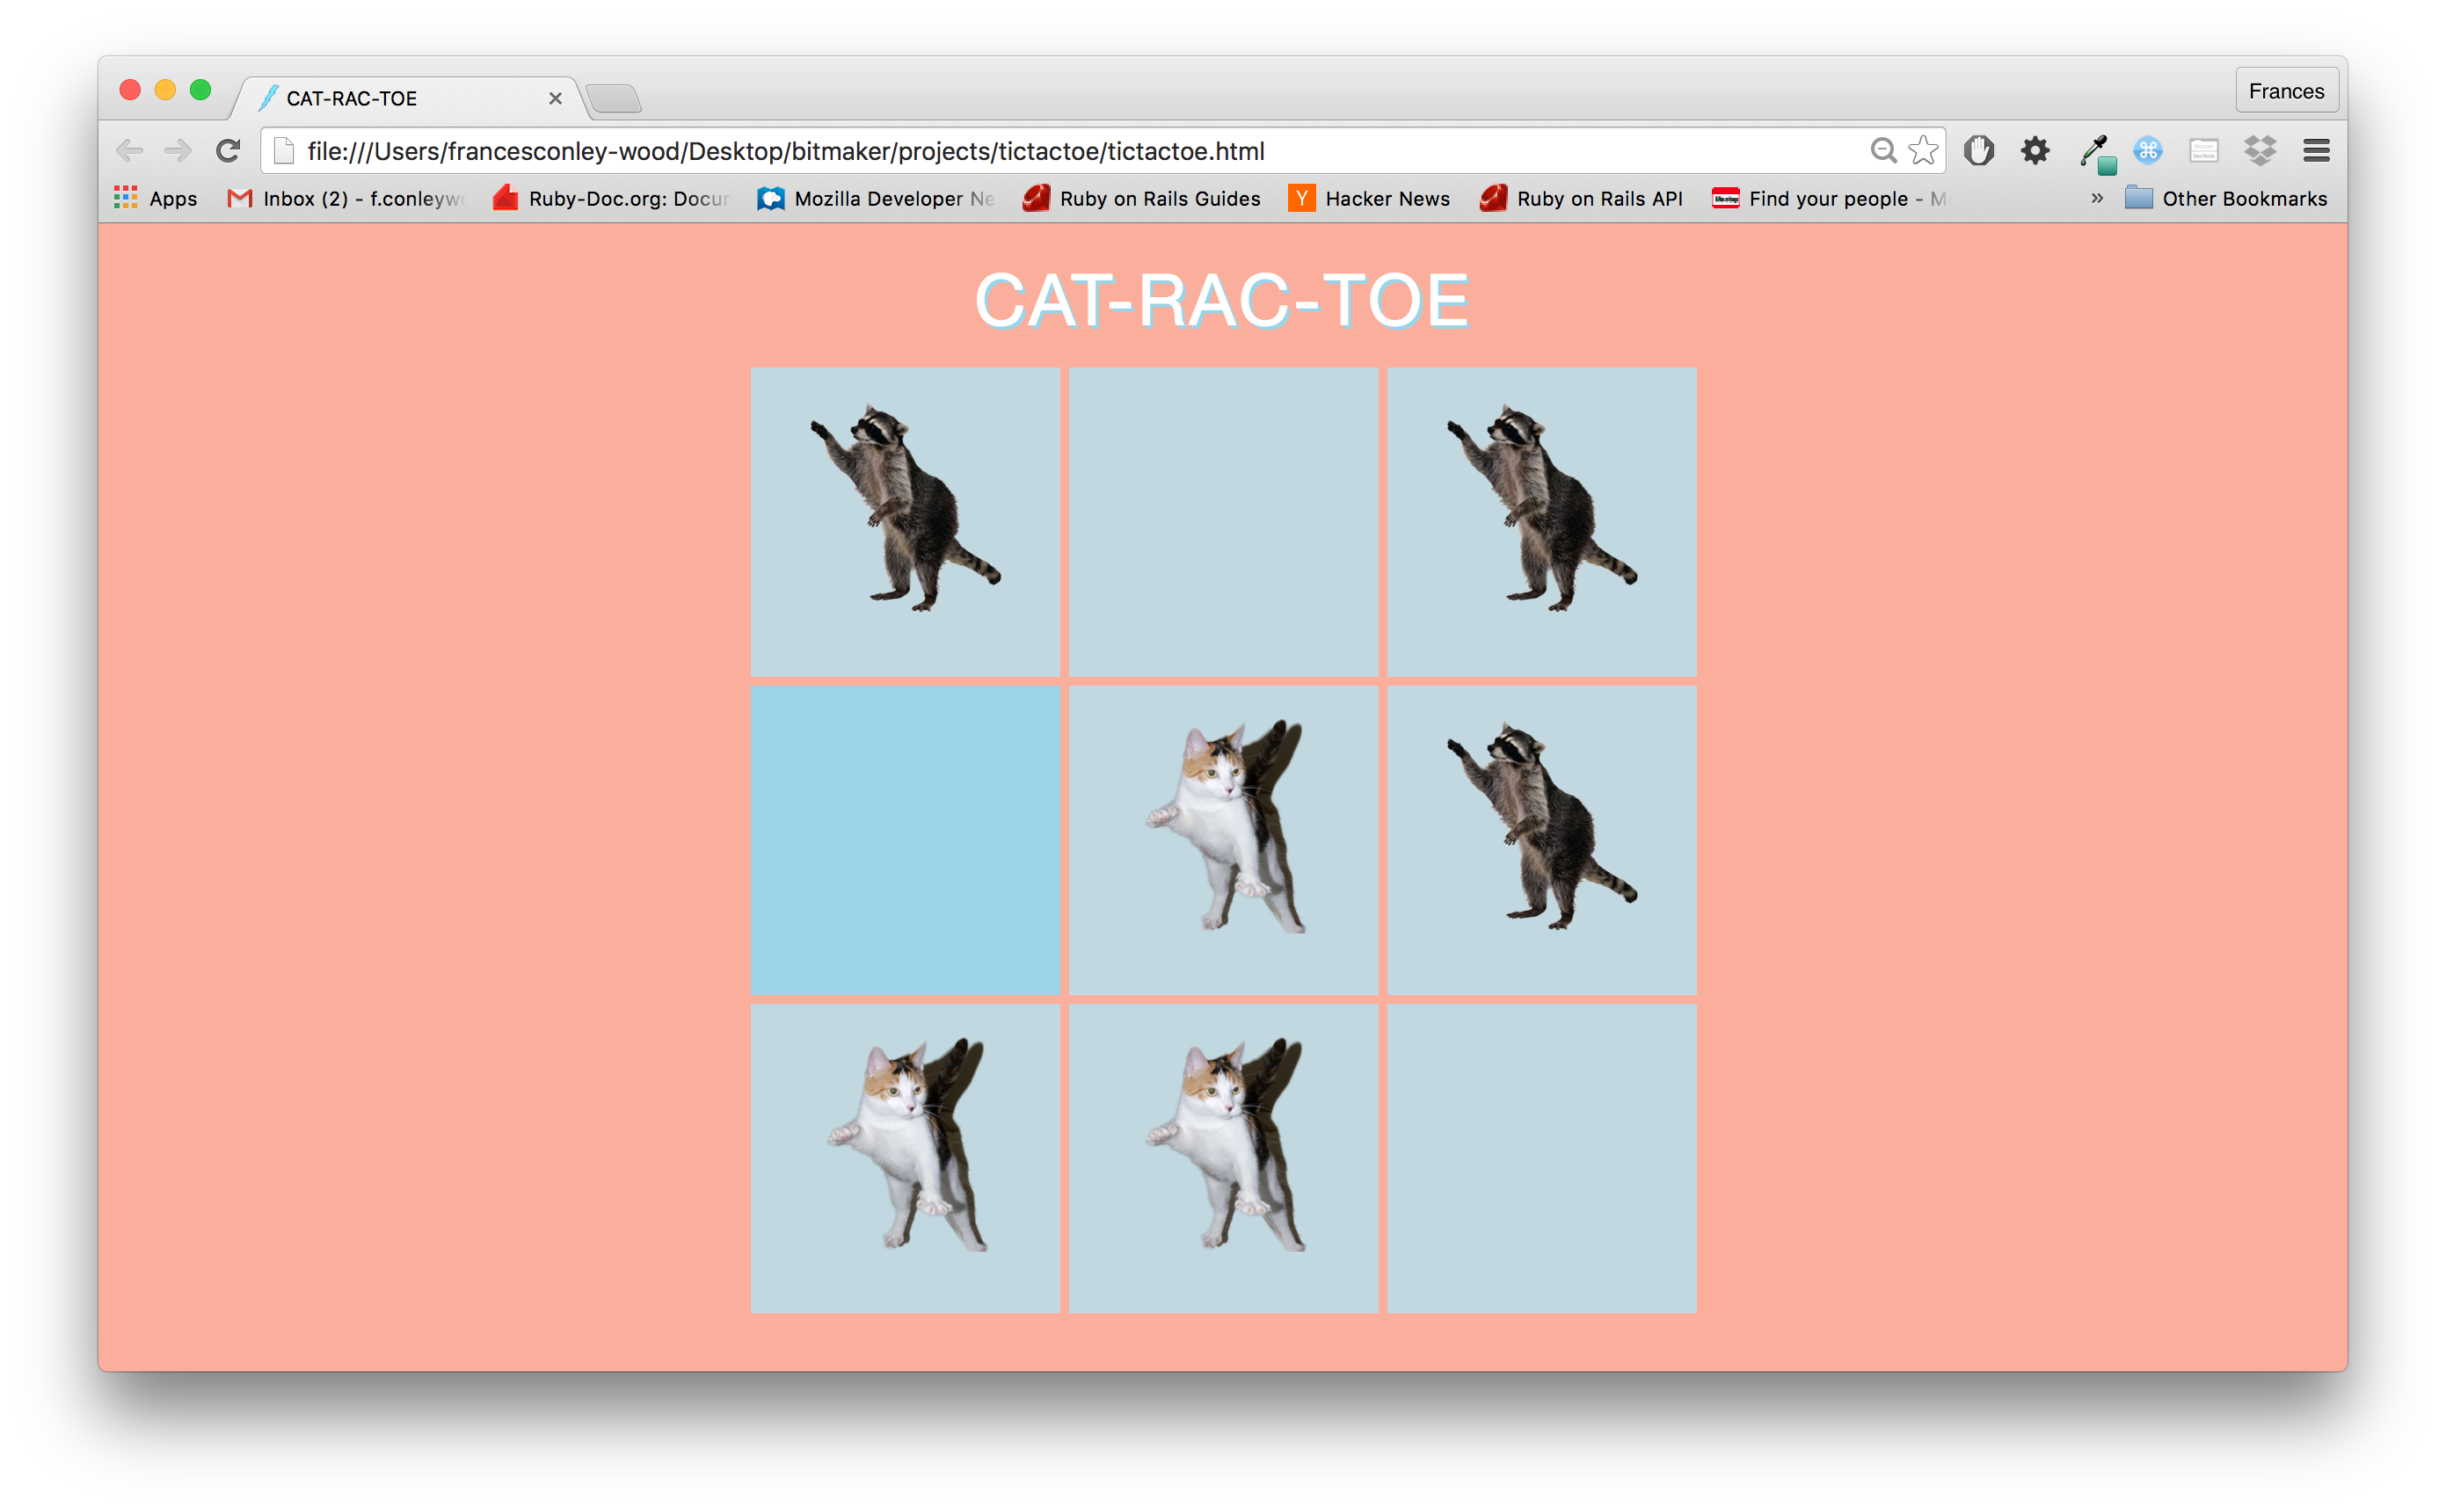 CAT-RAC-TOE
Frances
file:///Users/francesconley-wood/Desktop/bitmaker/projects/tictactoe/tictactoe.html
Apps Inbox (2) - f.conleyw Ruby-Doc.org: Docu Mozilla Developer Ne Ruby on Rails Guides Y Hacker News Ruby on Rails API Find your people - M » Other Bookmarks
CAT-RAC-TOE